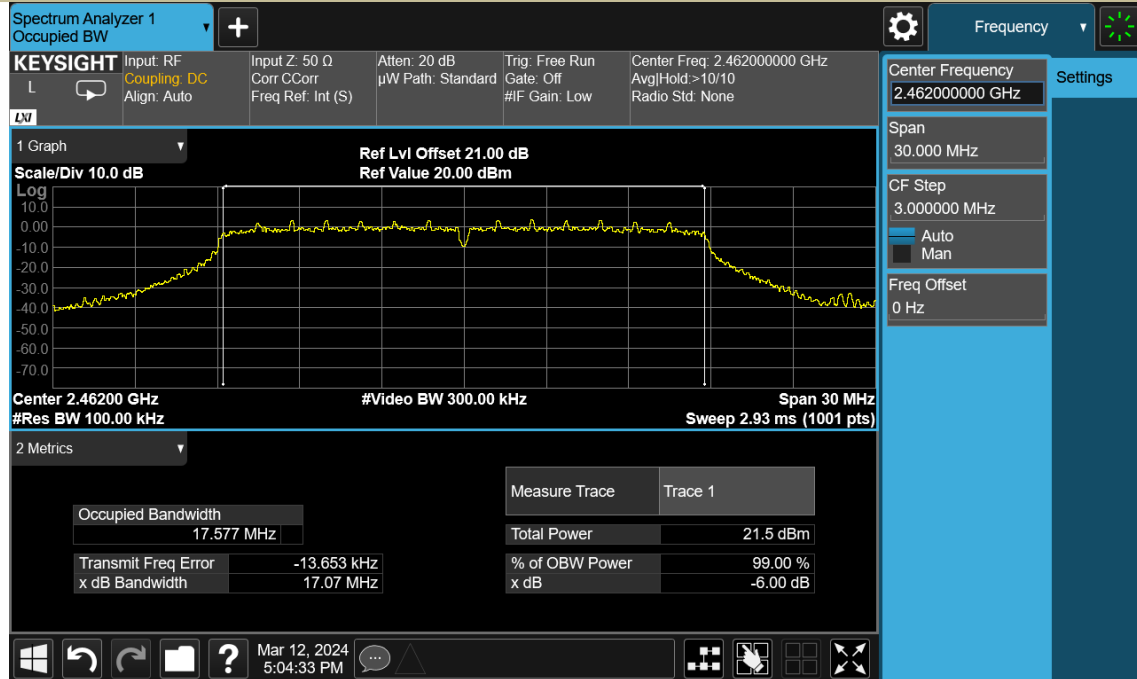 Spectrum Analyzer 1
Occupied BW
+
Frequency
KEYSIGHT
L
LXI
Input: RF
Coupling: DC
Align: Auto
Input Z: 50 Ω
Corr CCorr
Freq Ref: Int (S)
Atten: 20 dB
µW Path: Standard
Trig: Free Run
Gate: Off
#IF Gain: Low
Center Freq: 2.462000000 GHz
Avg|Hold:>10/10
Radio Std: None
Center Frequency
2.462000000 GHz
Settings
Span
30.000 MHz
CF Step
3.000000 MHz
Auto
Man
Freq Offset
0 Hz
1 Graph
Scale/Div 10.0 dB
Ref Lvl Offset 21.00 dB
Ref Value 20.00 dBm
Log
10.0
0.00
-10.0
-20.0
-30.0
-40.0
-50.0
-60.0
-70.0
Center 2.46200 GHz
#Video BW 300.00 kHz
Span 30 MHz
#Res BW 100.00 kHz
Sweep 2.93 ms (1001 pts)
2 Metrics
Measure Trace Trace 1
Occupied Bandwidth
17.577 MHz
Total Power 21.5 dBm
Transmit Freq Error -13.653 kHz
% of OBW Power 99.00 %
x dB Bandwidth 17.07 MHz
x dB -6.00 dB
?
Mar 12, 2024
5:04:33 PM